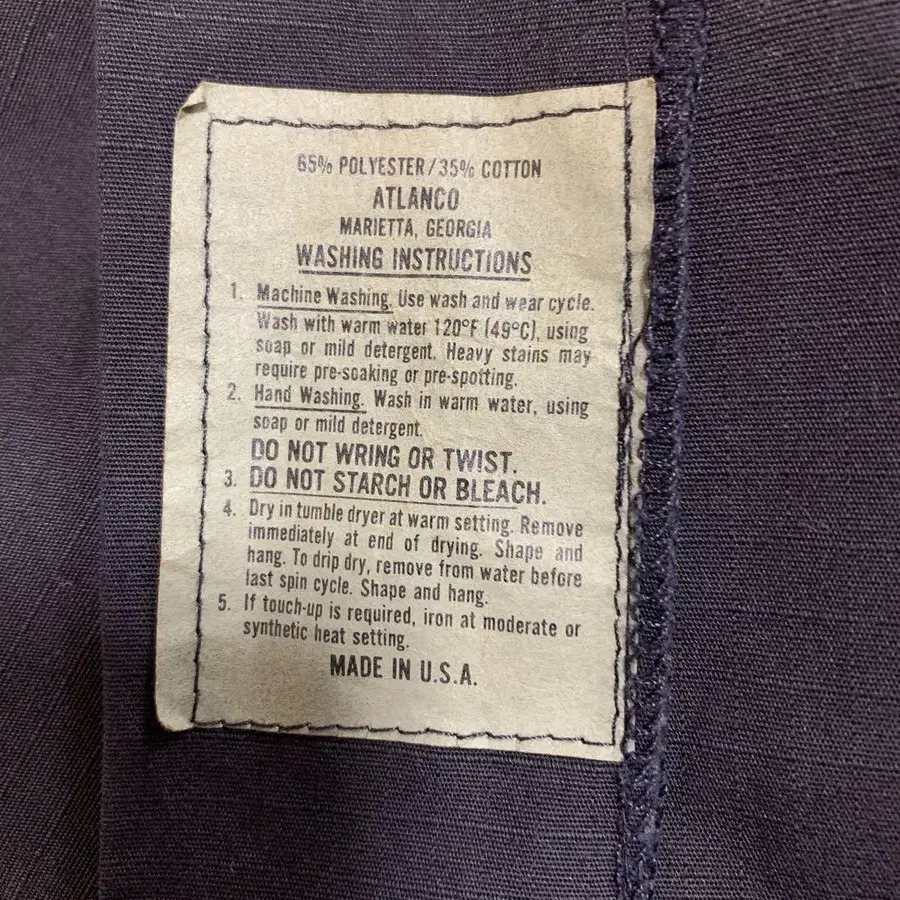 65% POLYESTER/35% COTTON
ATLANCO
MARIETTA, GEORGIA
WASHING INSTRUCTIONS
1. Machine Washing. Use wash and wear cycle.
Wash with warm water 120°F (49°C), using
soap or mild detergent. Heavy stains may
require pre-soaking or pre-spotting.
2. Hand Washing. Wash in warm water, using
soap or mild detergent.
DO NOT WRING OR TWIST.
3. DO NOT STARCH OR BLEACH.
4. Dry in tumble dryer at warm setting. Remove
immediately at end of drying. Shape and
hang. To drip dry, remove from water before
last spin cycle. Shape and hang.
5. If touch-up is required, iron at moderate or
synthetic heat setting.
MADE IN U.S.A.